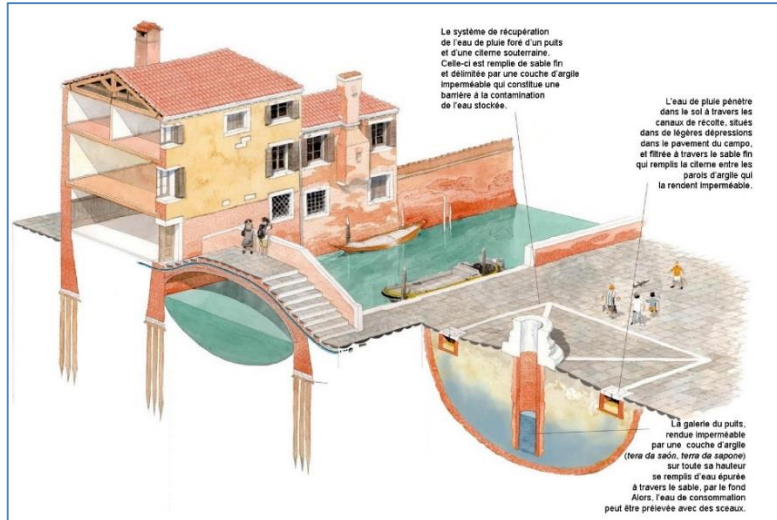 Le système de récupération
de l'eau de pluie foré d'un puits
et d'une citerne souterraine.
Celle-ci est remplie de sable fin
et délimitée par une couche d'argile
imperméable qui constitue une
barrière à la contamination
de l'eau stockée.
L'eau de pluie pénètre
dans le sol à travers les
canaux de récolte, situés
dans de légères dépressions
dans le pavement du campo,
et filtrée à travers le sable fin
qui remplis la citerne entre les
parois d'argile qui
la rendent imperméable.
La galerie du puits,
rendue imperméable
par une couche d'argile
(tera da saón, terra da sapone)
sur toute sa hauteur
se remplis d'eau épurée
à travers le sable, par le fond
Alors, l'eau de consommation
peut être prélevée avec des sceaux.